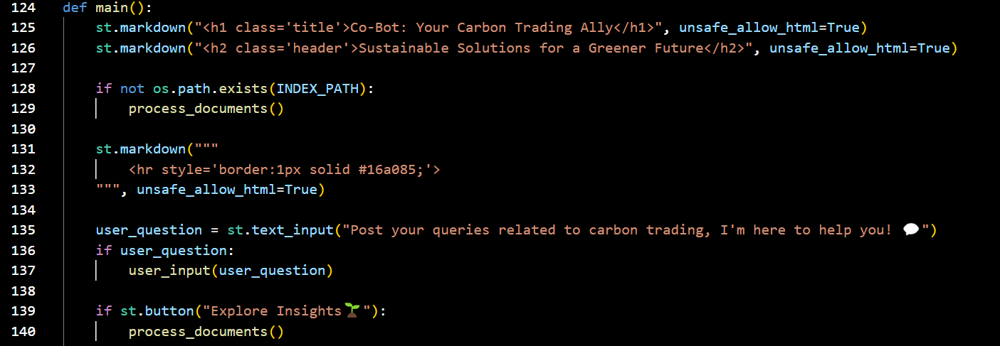 124 def main():
125 st.markdown("<h1 class='title'>Co-Bot: Your Carbon Trading Ally</h1>", unsafe_allow_html=True)
126 st.markdown("<h2 class='header'>Sustainable Solutions for a Greener Future</h2>", unsafe_allow_html=True)
127
128 if not os.path.exists(INDEX_PATH):
129 process_documents()
130
131 st.markdown("""
132 <hr style='border:1px solid #16a085;'>
133 """, unsafe_allow_html=True)
134
135 user_question = st.text_input("Post your queries related to carbon trading, I'm here to help you! 💬")
136 if user_question:
137 user_input(user_question)
138
139 if st.button("Explore Insights🌱"):
140 process_documents()